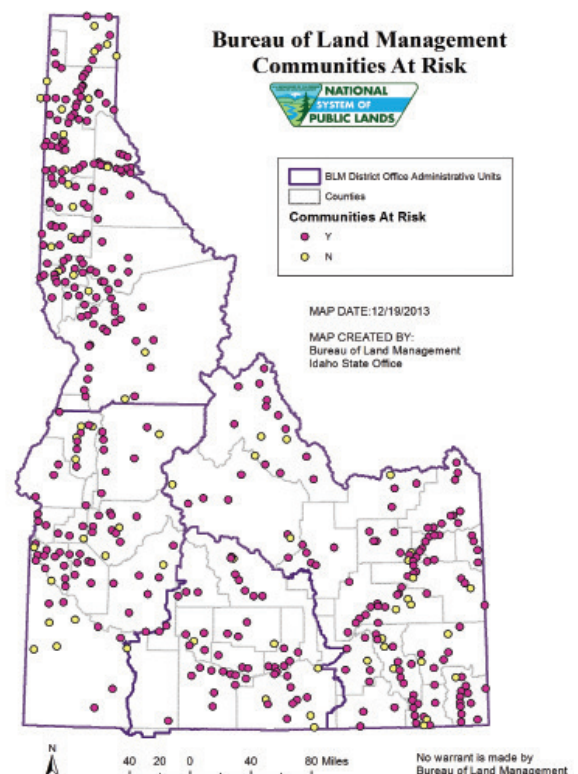 Bureau of Land Management
Communities At Risk
NATIONAL
SYSTEM OF
PUBLIC LANDS
BLM District Office Administrative Units
Counties
Communities At Risk
Y
N
MAP DATE:12/19/2013
MAP CREATED BY:
Bureau of Land Management
Idaho State Office
N
40 20 0 40 80 Miles
No warrant is made by
Bureau of Land Management